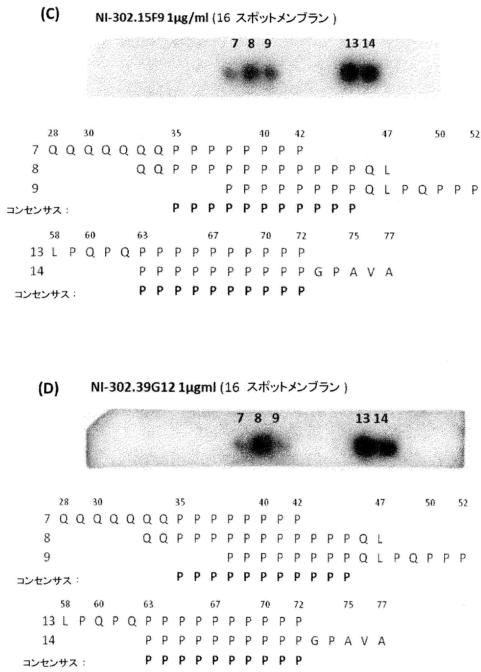 (C) NI-302.15F9 1μg/ml (16 スポットメンブラン)
7 8 9 13 14
28 30 35 40 42 47 50 52
7 Q Q Q Q Q Q Q P P P P P P P P
8 Q Q P P P P P P P P P P P Q L
9 P P P P P P P P Q L P Q P P P
コンセンサス： P P P P P P P P P P P
58 60 63 67 70 72 75 77
13 L P Q P Q P P P P P P P P P P
14 P P P P P P P P P P G P A V A
コンセンサス： P P P P P P P P P P
(D) NI-302.39G12 1μgml (16 スポットメンブラン)
7 8 9 13 14
28 30 35 40 42 47 50 52
7 Q Q Q Q Q Q Q P P P P P P P P
8 Q Q P P P P P P P P P P P Q L
9 P P P P P P P P Q L P Q P P P
コンセンサス： P P P P P P P P P P P
58 60 63 67 70 72 75 77
13 L P Q P Q P P P P P P P P P P
14 P P P P P P P P P P G P A V A
コンセンサス： P P P P P P P P P P